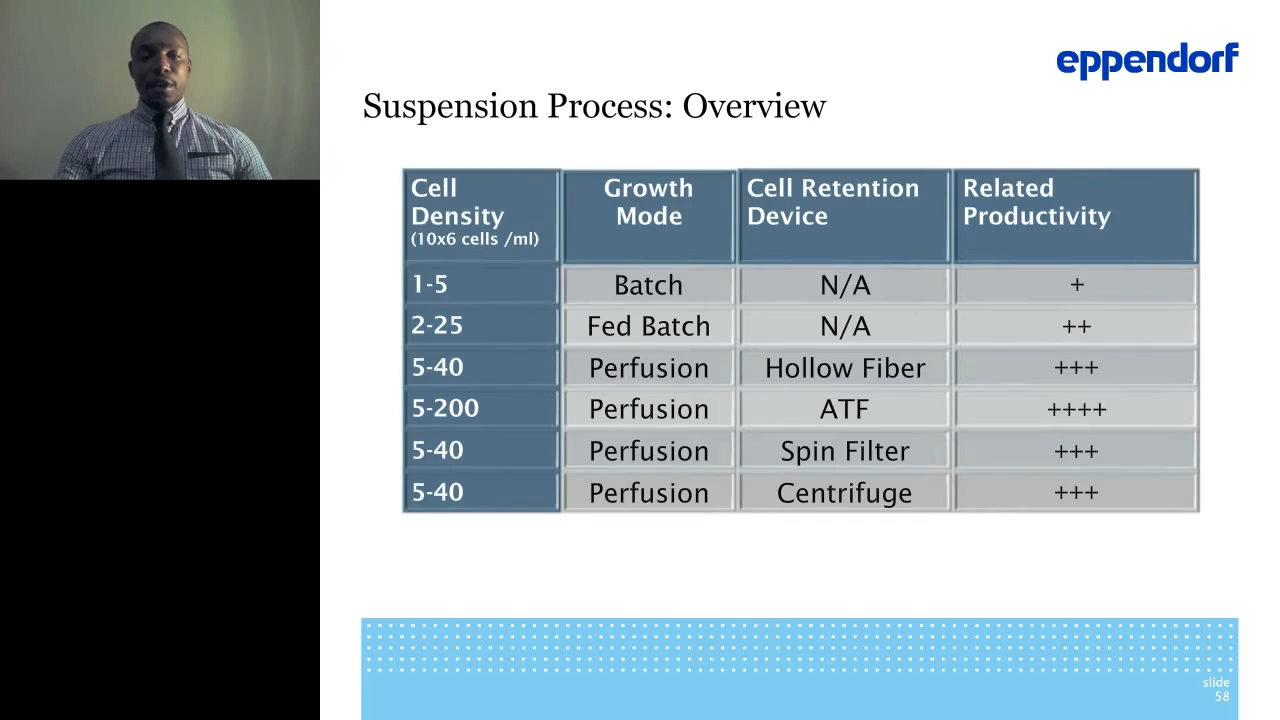 eppendorf
Suspension Process: Overview
Cell Density (10x6 cells /ml) Growth Mode Cell Retention Device Related Productivity
1-5 Batch N/A +
2-25 Fed Batch N/A ++
5-40 Perfusion Hollow Fiber +++
5-200 Perfusion ATF ++++
5-40 Perfusion Spin Filter +++
5-40 Perfusion Centrifuge +++
slide
58